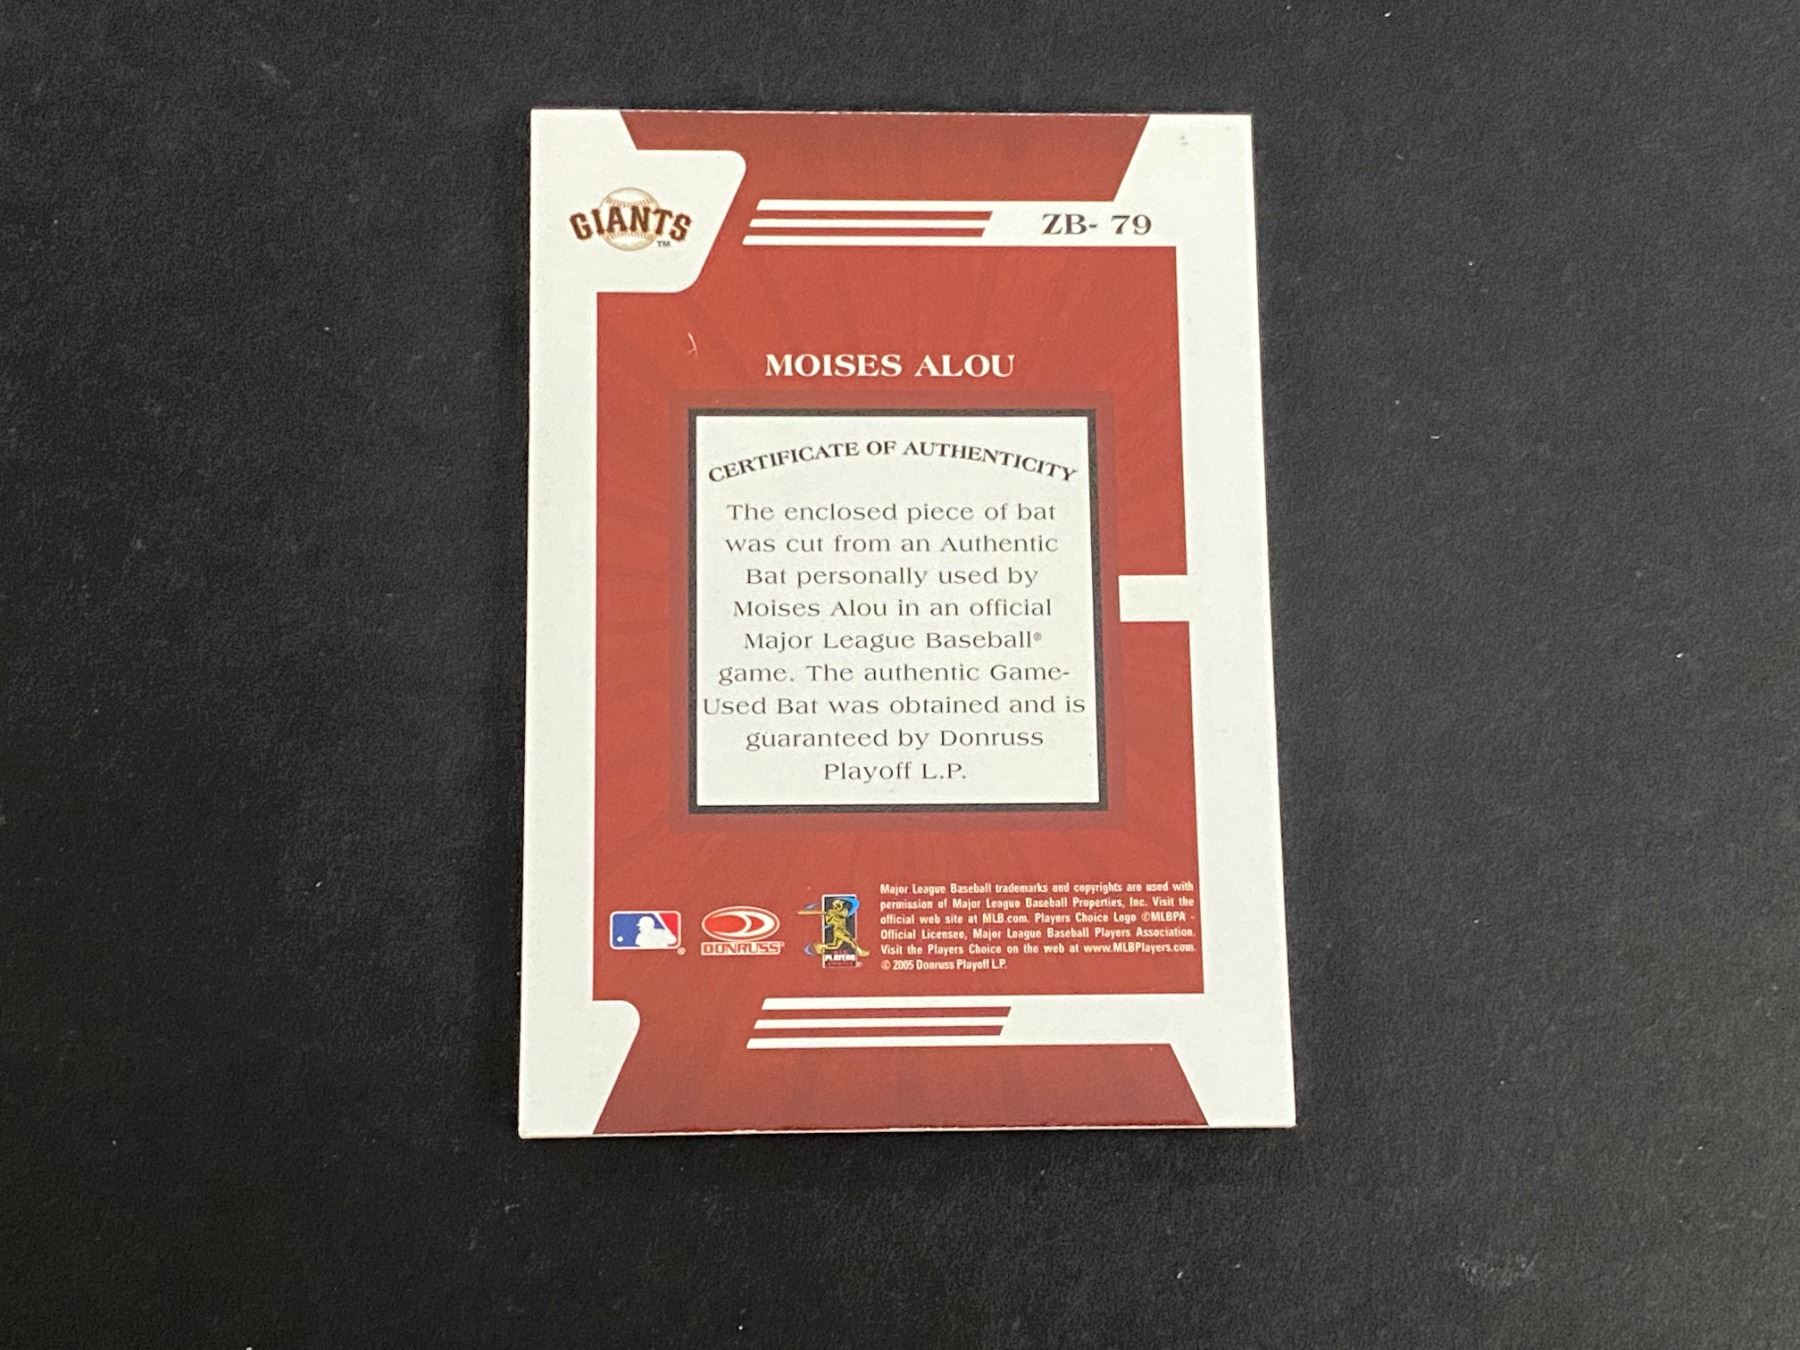 GIANTS
TM
ZB- 79
MOISES ALOU
CERTIFICATE OF AUTHENTICITY
The enclosed piece of bat
was cut from an Authentic
Bat personally used by
Moises Alou in an official
Major League Baseball®
game. The authentic Game-
Used Bat was obtained and is
guaranteed by Donruss
Playoff L.P.
Major League Baseball trademarks and copyrights are used with
permission of Major League Baseball Properties, Inc. Visit the
official web site at MLB.com. Players Choice Logo ©MLBPA -
Official Licensee, Major League Baseball Players Association.
Visit the Players Choice on the web at www.MLBPlayers.com.
© 2005 Donruss Playoff L.P.
®
DONRUSS
PLAYERS